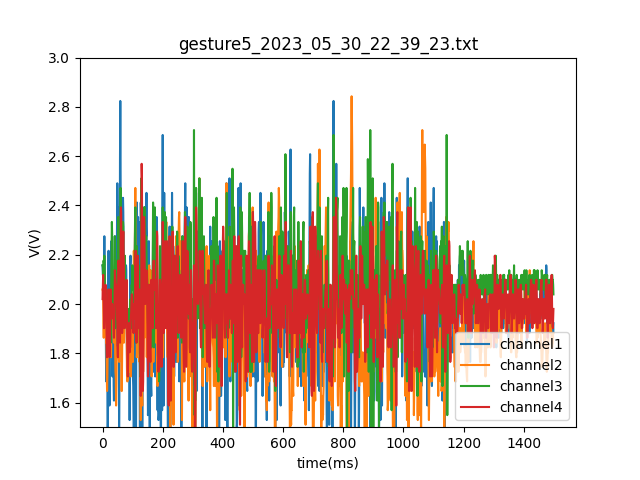 gesture5_2023_05_30_22_39_23.txt
3.0
2.8
2.6
2.4
2.2
2.0
1.8
1.6
V(V)
channel1
channel2
channel3
channel4
0 200 400 600 800 1000 1200 1400
time(ms)